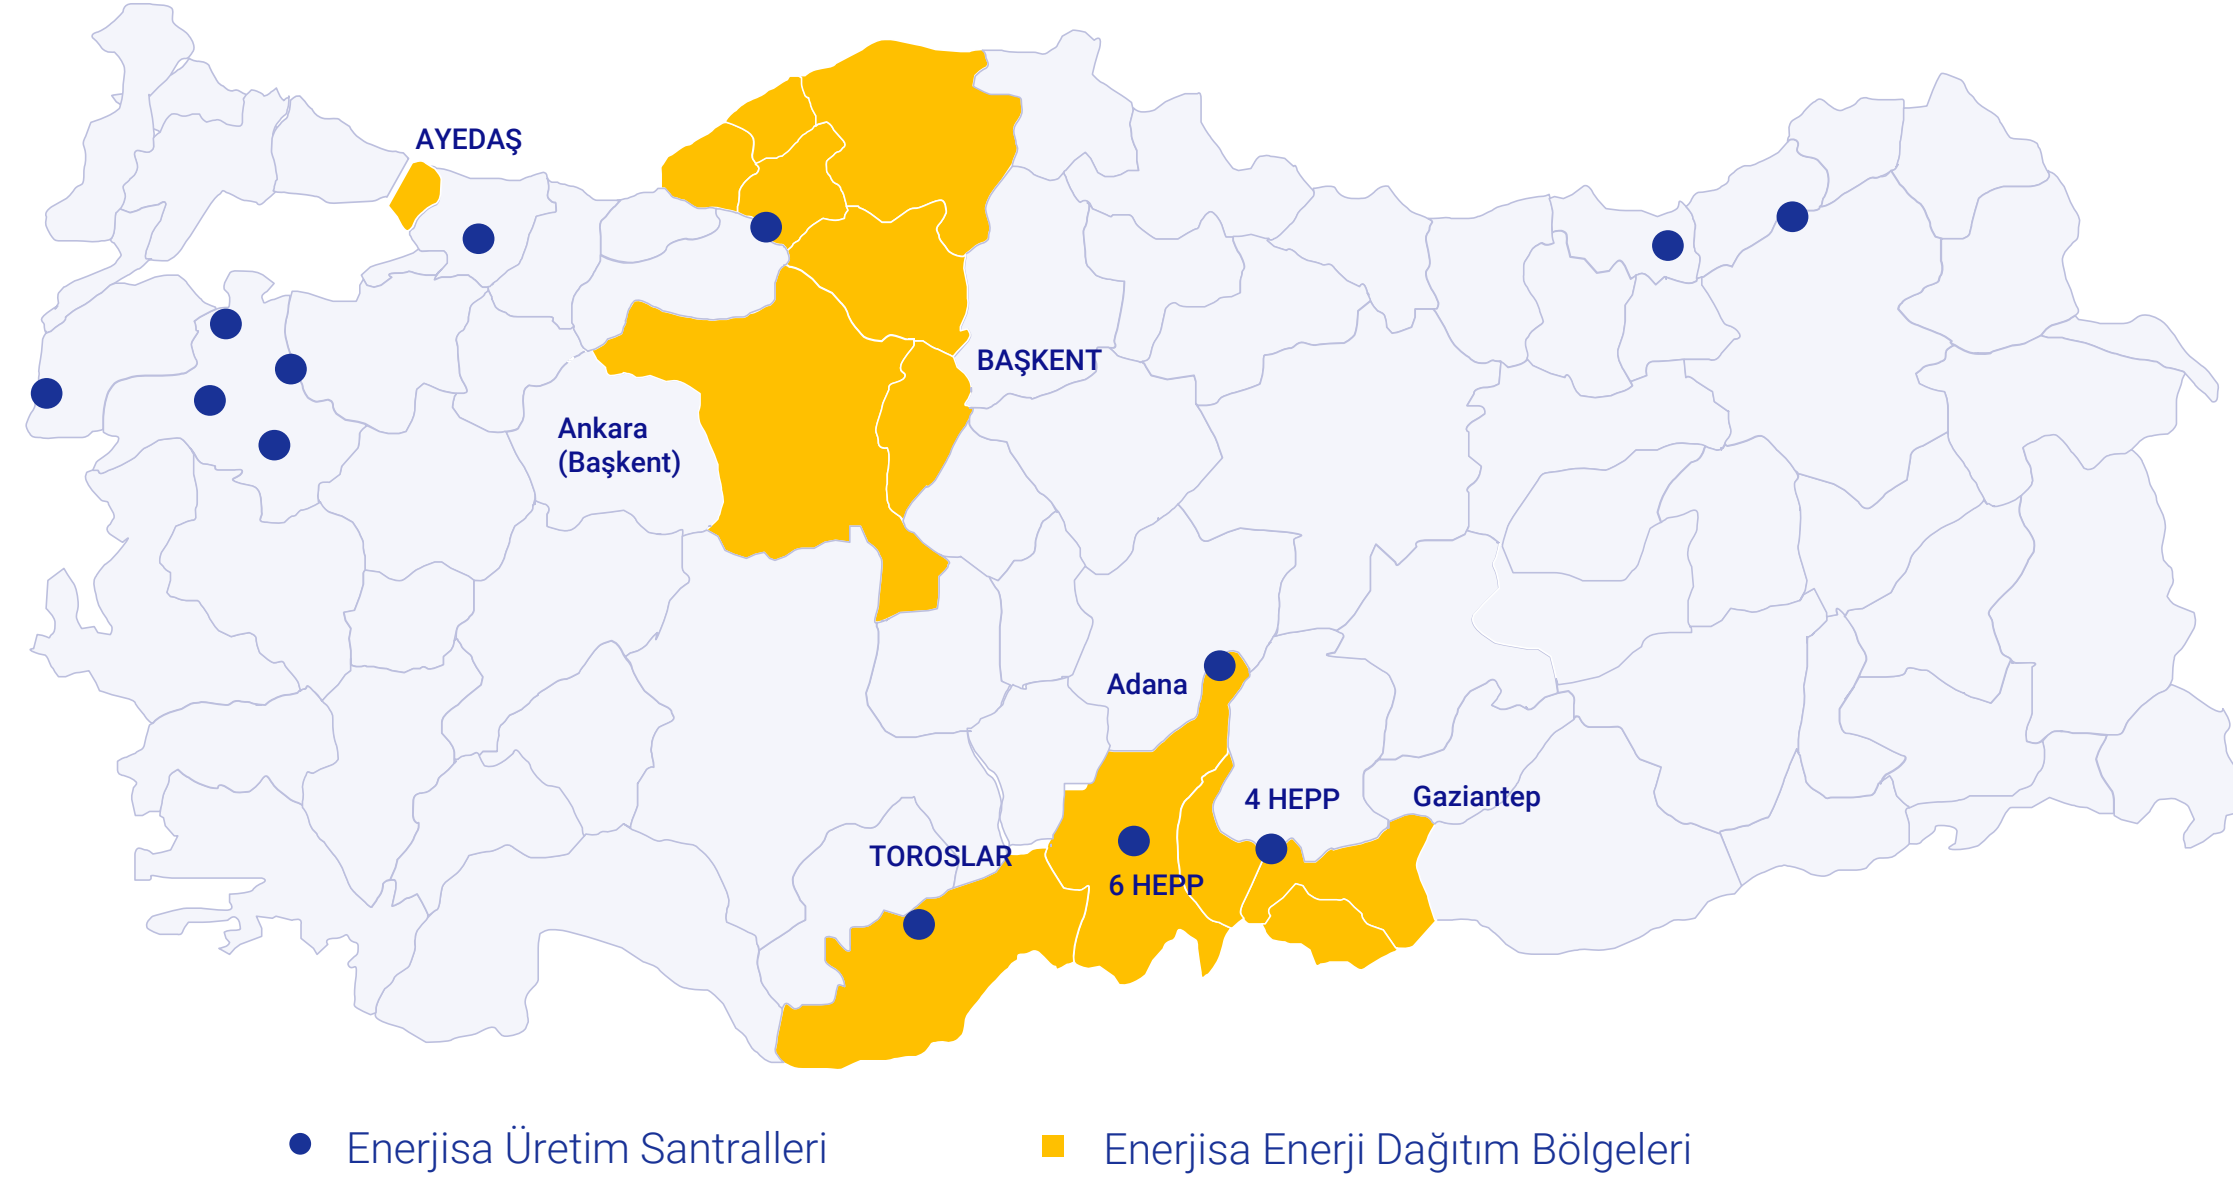 AYEDAŞ
BAŞKENT
Ankara
(Başkent)
Adana
4 HEPP
Gaziantep
TOROSLAR
6 HEPP
Enerjisa Üretim Santralleri
Enerjisa Enerji Dağıtım Bölgeleri